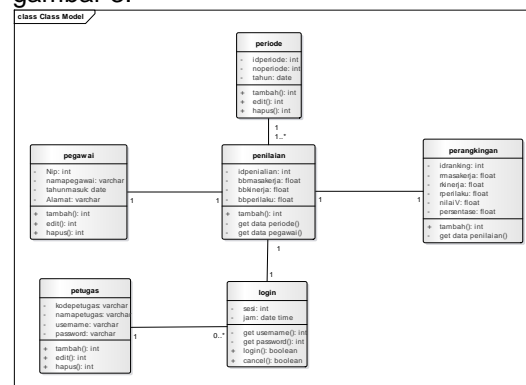 gambar 3.
class Class Model
periode
- idperiode: int
- noperiode: int
- tahun: date
+ tambah(): int
+ edit(): int
+ hapus(): int
1
1..*
pegawai
- Nip: int
- namapegawai: varchar
- tahunmasuk date
- Alamat: varchar
+ tambah(): int
+ edit(): int
+ hapus(): int
1
1
penilaian
- idpenialian: int
- bbmasakerja: float
- bbkinerja: float
- bbperilaku: float
+ tambah(): int
- get data periode()
- get data pegawai()
1
1
perangkingan
- idranking: int
- rmasakerja: float
- rkinerja: float
- rperilaku: float
- nilaiV: float
- persentase: float
+ tambah(): int
- get data penilaian()
1
1
petugas
- kodepetugas: varchar
- namapetugas: varchar
- username: varchar
- password: varchar
+ tambah(): int
+ edit(): int
+ hapus(): int
1
0..*
login
- sesi: int
- jam: date time
- get username(): int
- get password(): int
+ login(): boolean
+ cancel(): boolean